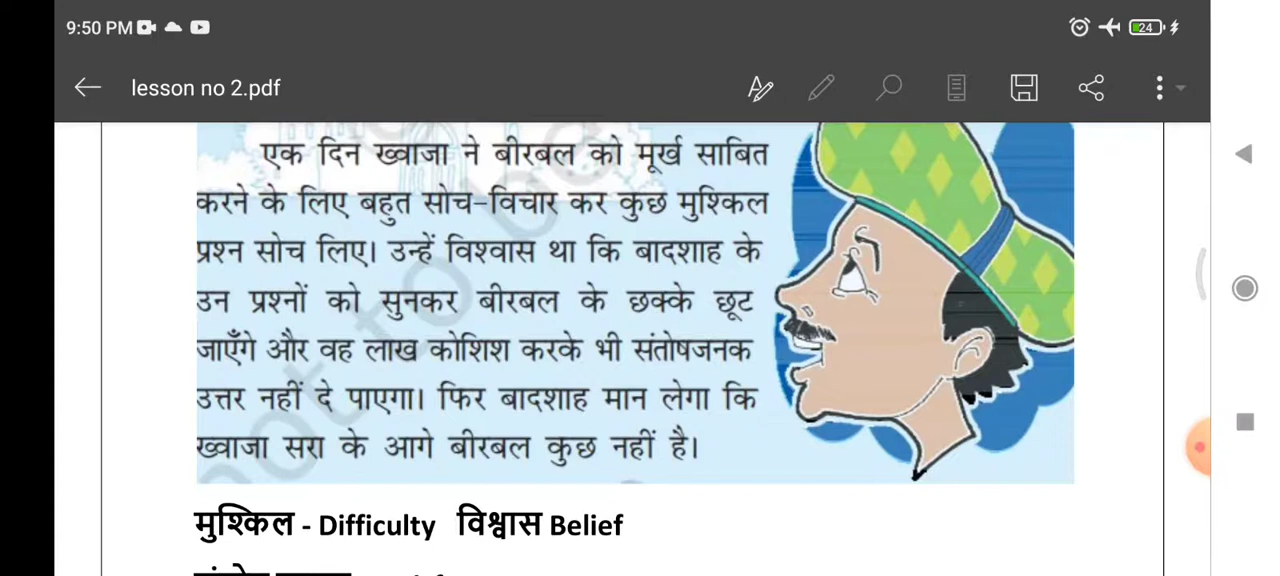 9:50 PM
24
lesson no 2.pdf
एक दिन ख्वाजा ने बीरबल को मूर्ख साबित
करने के लिए बहुत सोच-विचार कर कुछ मुश्किल
प्रश्न सोच लिए। उन्हें विश्वास था कि बादशाह के
उन प्रश्नों को सुनकर बीरबल के छक्के छूट
जाएँगे और वह लाख कोशिश करके भी संतोषजनक
उत्तर नहीं दे पाएगा। फिर बादशाह मान लेगा कि
ख्वाजा सरा के आगे बीरबल कुछ नहीं है।
मुश्किल - Difficulty विश्वास Belief